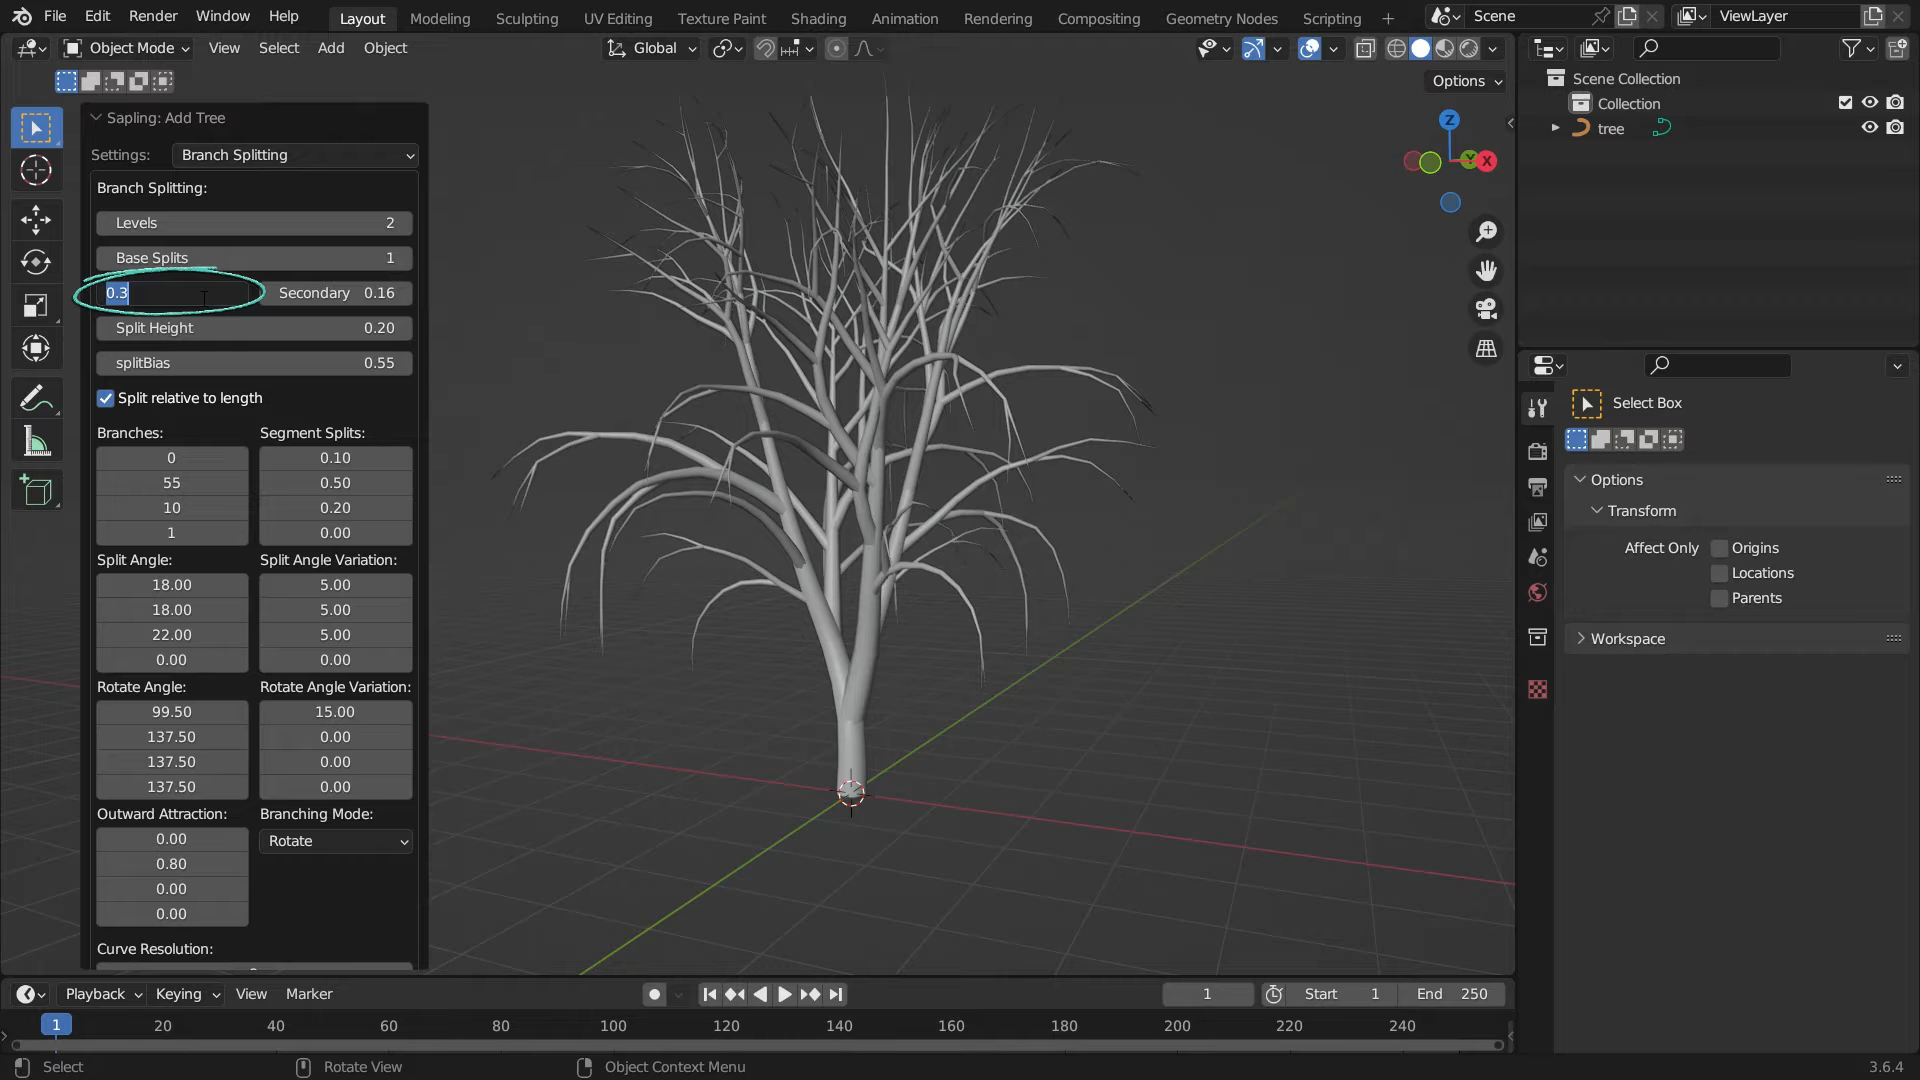 File Edit Render Window Help Layout Modeling Sculpting UV Editing Texture Paint Shading Animation Rendering Compositing Geometry Nodes Scripting + Scene ViewLayer
Object Mode View Select Add Object Global
Options
Sapling: Add Tree
Settings: Branch Splitting
Branch Splitting:
Levels 2
Base Splits 1
0.3 Secondary 0.16
Split Height 0.20
splitBias 0.55
Split relative to length
Branches: Segment Splits:
0 0.10
55 0.50
10 0.20
1 0.00
Split Angle: Split Angle Variation:
18.00 5.00
18.00 5.00
22.00 5.00
0.00 0.00
Rotate Angle: Rotate Angle Variation:
99.50 15.00
137.50 0.00
137.50 0.00
137.50 0.00
Outward Attraction: Branching Mode:
0.00 Rotate
0.80
0.00
0.00
Curve Resolution:
Z
X
Scene Collection
Collection
tree
Select Box
Options
Transform
Affect Only Origins
Locations
Parents
Workspace
Playback Keying View Marker 1 Start 1 End 250
1 20 40 60 80 100 120 140 160 180 200 220 240
Select Rotate View Object Context Menu 3.6.4